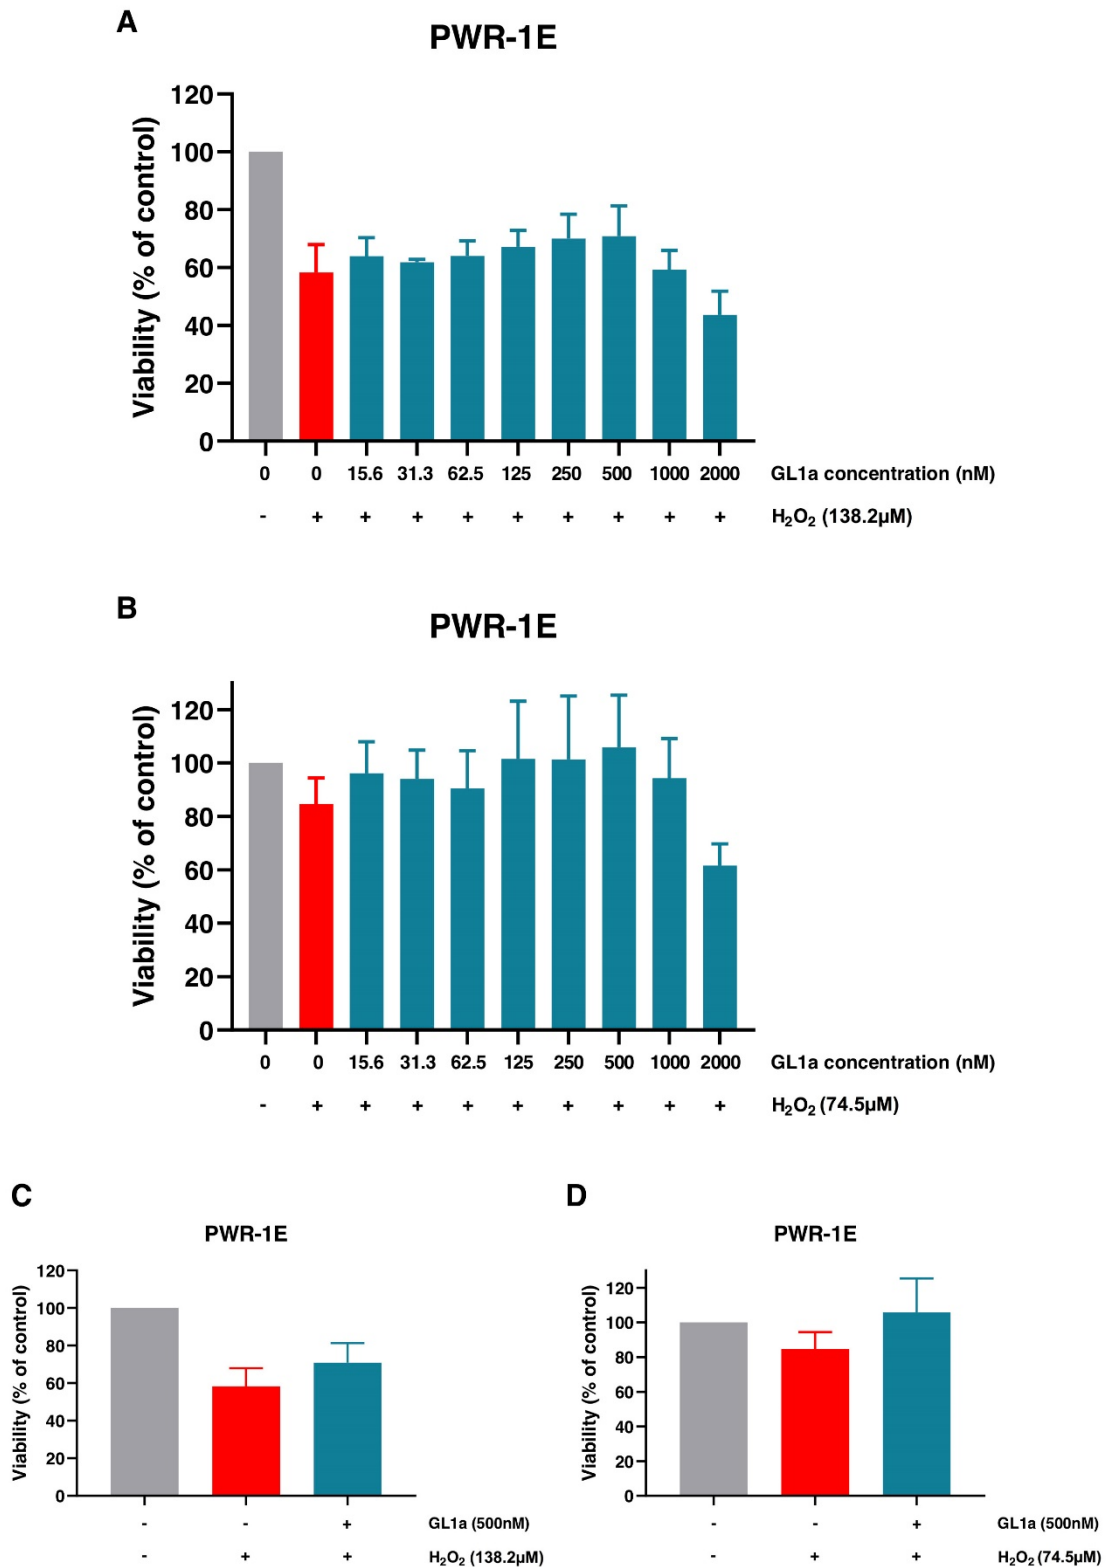 A
PWR-1E
Viability (% of control)
120
100
80
60
40
20
0
0 0 15.6 31.3 62.5 125 250 500 1000 2000 GL1a concentration (nM)
- + + + + + + + + + H₂O₂ (138.2µM)
B
PWR-1E
Viability (% of control)
120
100
80
60
40
20
0
0 0 15.6 31.3 62.5 125 250 500 1000 2000 GL1a concentration (nM)
- + + + + + + + + + H₂O₂ (74.5µM)
C
PWR-1E
Viability (% of control)
120
100
80
60
40
20
0
- - + GL1a (500nM)
- + + H₂O₂ (138.2µM)
D
PWR-1E
Viability (% of control)
120
100
80
60
40
20
0
- - + GL1a (500nM)
- + + H₂O₂ (74.5µM)